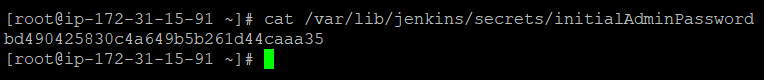 [root@ip-172-31-15-91 ~]# cat /var/lib/jenkins/secrets/initialAdminPassword
bd490425830c4a649b5b261d44caaa35
[root@ip-172-31-15-91 ~]#